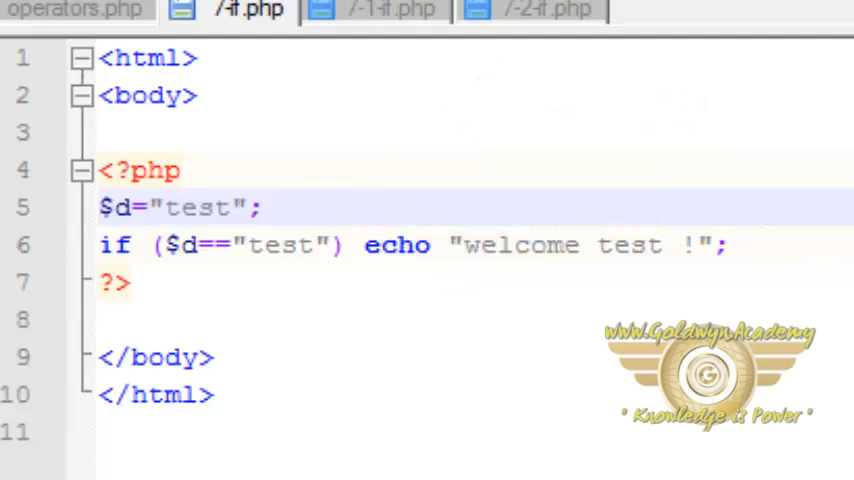 operators.php 7-if.php 7-1-if.php 7-2-if.php
1 <html>
2 <body>
3
4 <?php
5 $d="test";
6 if ($d=="test") echo "welcome test !";
7 ?>
8
9 </body>
10 </html>
11
www.GoldwynAcademy
G
" Knowledge is Power "